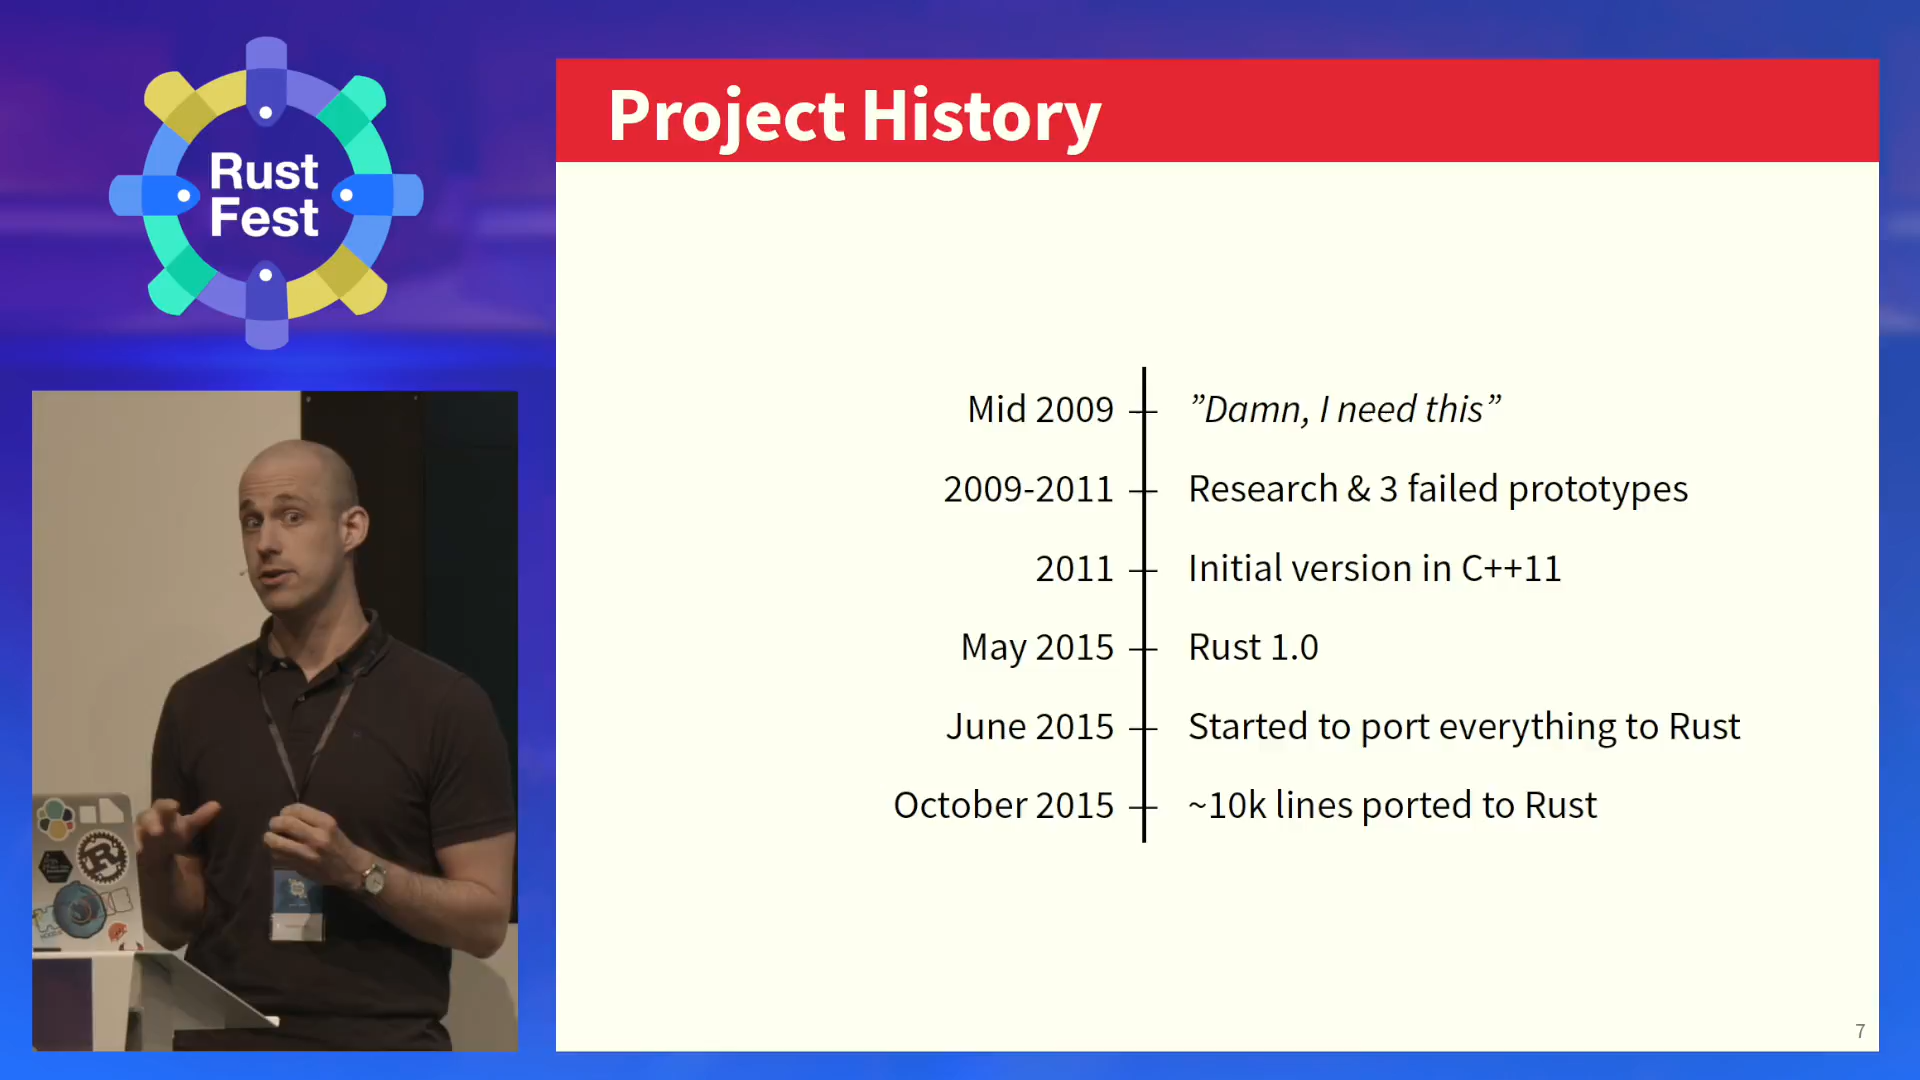 Rust
Fest
Project History
Mid 2009 ”Damn, I need this”
2009-2011 Research & 3 failed prototypes
2011 Initial version in C++11
May 2015 Rust 1.0
June 2015 Started to port everything to Rust
October 2015 ~10k lines ported to Rust
R
7